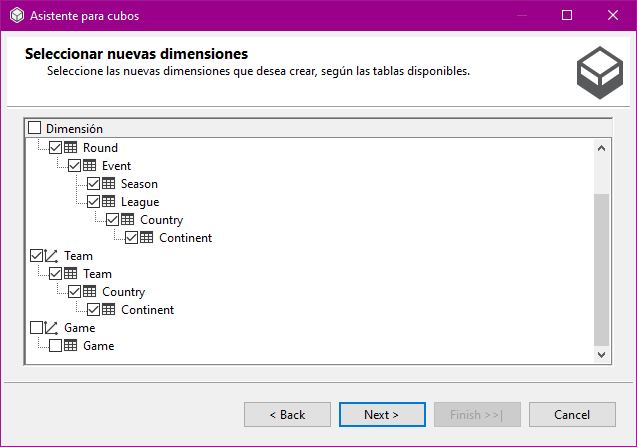 Asistente para cubos
Seleccionar nuevas dimensiones
Seleccione las nuevas dimensiones que desea crear, según las tablas disponibles.
Dimensión
Round
Event
Season
League
Country
Continent
Team
Team
Country
Continent
Game
Game
< Back
Next >
Finish >>|
Cancel